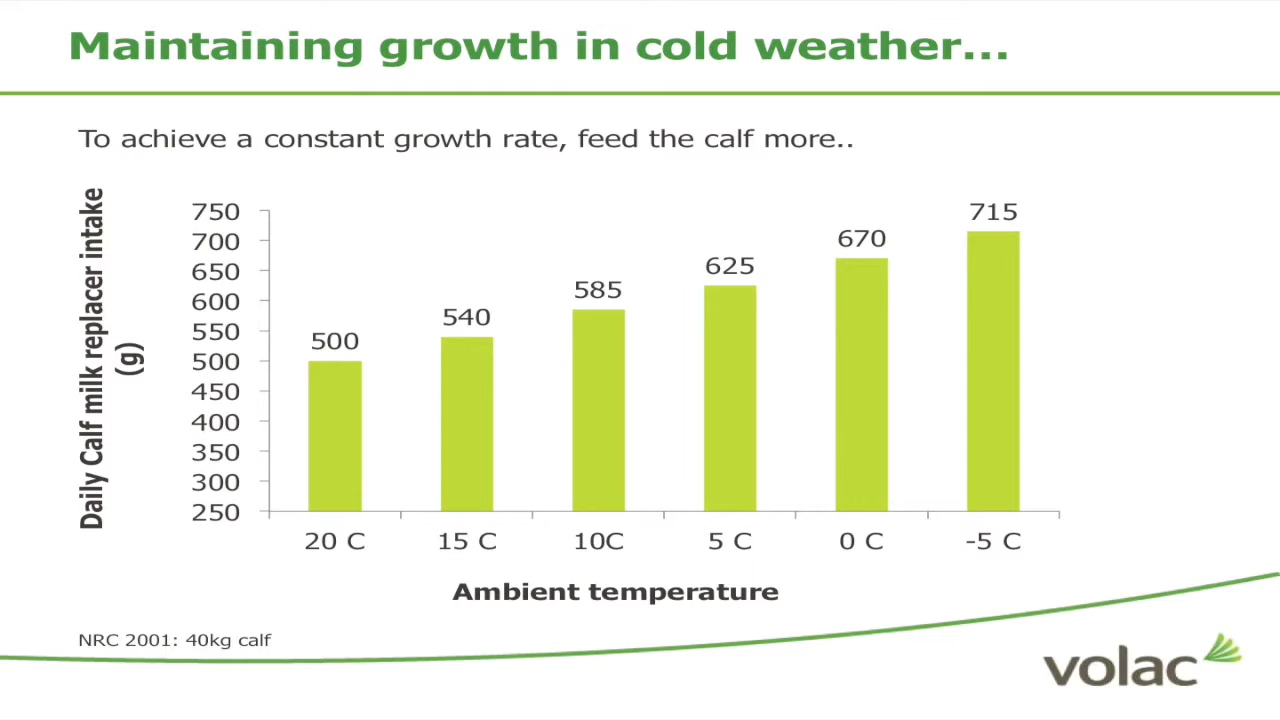 Maintaining growth in cold weather...
To achieve a constant growth rate, feed the calf more..
Daily Calf milk replacer intake
(g)
750
700
650
600
550
500
450
400
350
300
250
500
540
585
625
670
715
20 C
15 C
10C
5 C
0 C
-5 C
Ambient temperature
NRC 2001: 40kg calf
volac